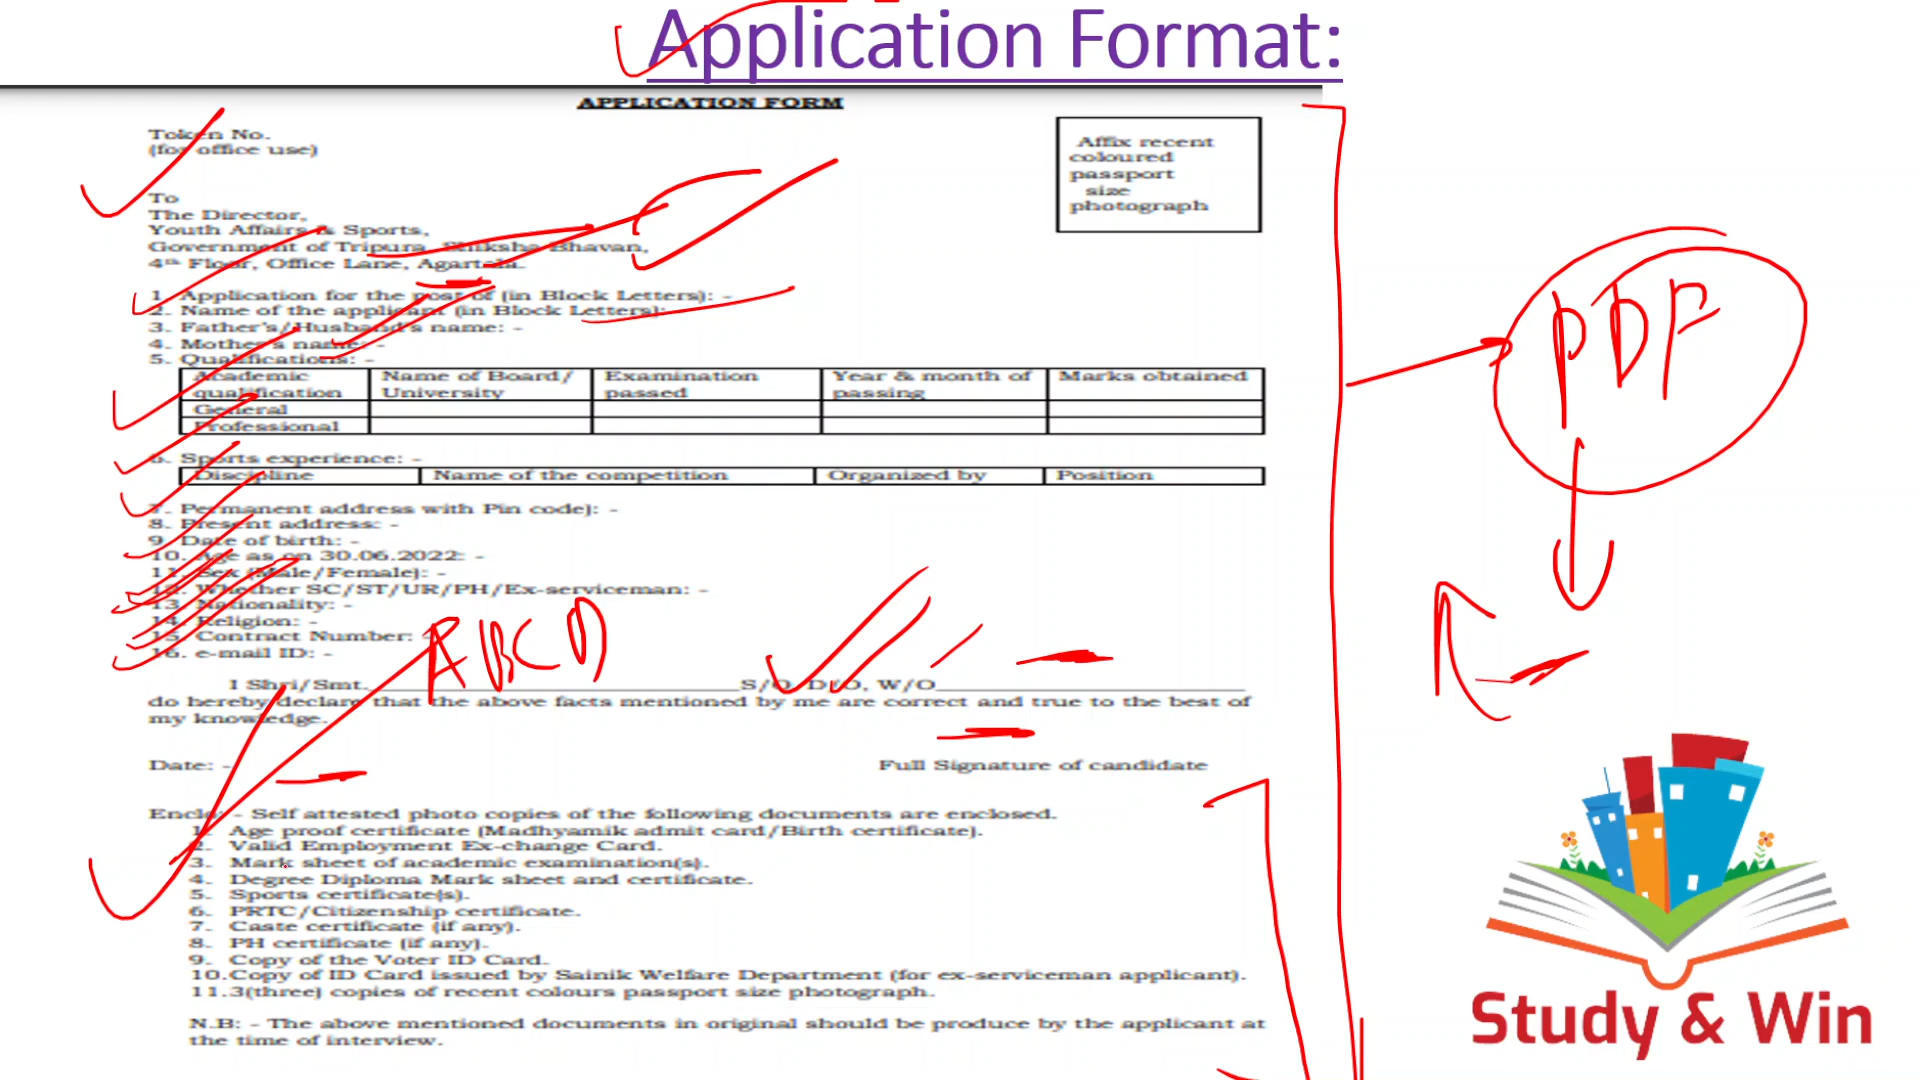 Application Format:
APPLICATION FORM
Token No.
(for office use)
Affix recent
coloured
passport
size
photograph
To
The Director,
Youth Affairs & Sports,
Government of Tripura, Shiksha Bhavan,
4th Floor, Office Lane, Agartala.
1. Application for the post of (in Block Letters): -
2. Name of the applicant (in Block Letters): -
3. Father's/Husband's name: -
4. Mother's name: -
5. Qualifications: -
Academic qualification Name of Board/ University Examination passed Year & month of passing Marks obtained
General
Professional
6. Sports experience: -
Discipline Name of the competition Organized by Position
7. Permanent address with Pin code): -
8. Present address: -
9. Date of birth: -
10. Age as on 30.06.2022: -
11. Sex (Male/Female): -
12. Whether SC/ST/UR/PH/Ex-serviceman: -
13. Nationality: -
14. Religion: -
15. Contract Number: -
16. e-mail ID: -
ABCD
I Shri/Smt.______________________________S/O, D/O, W/O_________________________
do hereby declare that the above facts mentioned by me are correct and true to the best of
my knowledge.
Date: -
Full Signature of candidate
Enclo: - Self attested photo copies of the following documents are enclosed.
1. Age proof certificate (Madhyamik admit card/Birth certificate).
2. Valid Employment Ex-change Card.
3. Mark sheet of academic examination(s).
4. Degree Diploma Mark sheet and certificate.
5. Sports certificate(s).
6. PRTC/Citizenship certificate.
7. Caste certificate (if any).
8. PH certificate (if any).
9. Copy of the Voter ID Card.
10.Copy of ID Card issued by Sainik Welfare Department (for ex-serviceman applicant).
11.3(three) copies of recent colours passport size photograph.
N.B: - The above mentioned documents in original should be produce by the applicant at
the time of interview.
PDF
Study & Win